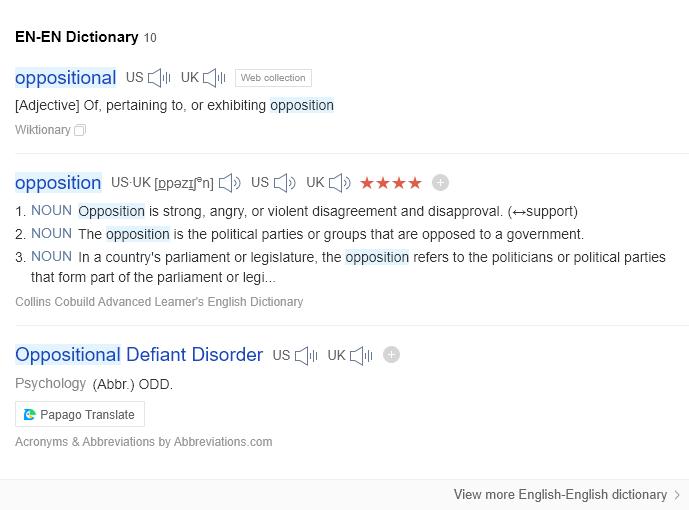 EN-EN Dictionary 10
oppositional US UK Web collection
[Adjective] Of, pertaining to, or exhibiting opposition
Wiktionary
opposition US·UK [ɒpəzɪʃᵊn] US UK ★★★★
1. NOUN Opposition is strong, angry, or violent disagreement and disapproval. (↔support)
2. NOUN The opposition is the political parties or groups that are opposed to a government.
3. NOUN In a country's parliament or legislature, the opposition refers to the politicians or political parties
that form part of the parliament or legi...
Collins Cobuild Advanced Learner's English Dictionary
Oppositional Defiant Disorder US UK
Psychology (Abbr.) ODD.
Papago Translate
Acronyms & Abbreviations by Abbreviations.com
View more English-English dictionary